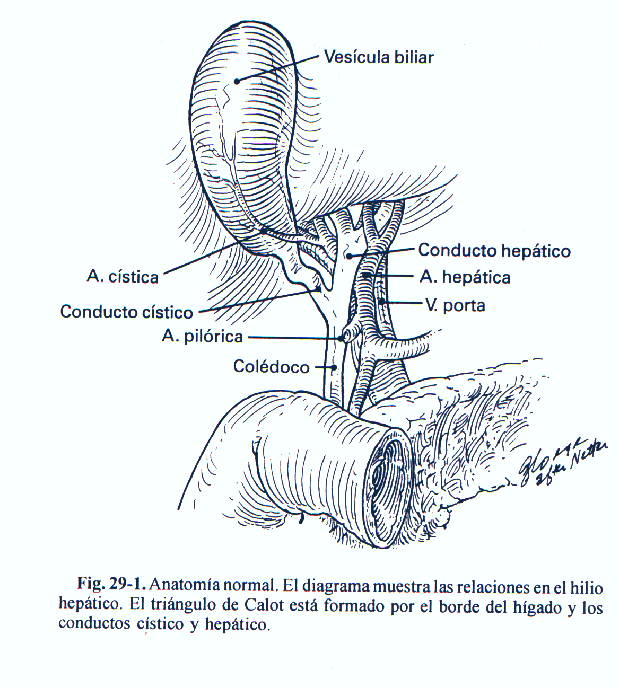 Vesícula biliar
Conducto hepático
A. cística
A. hepática
V. porta
Conducto cístico
A. pilórica
Colédoco
after Netter
Fig. 29-1. Anatomía normal. El diagrama muestra las relaciones en el hilio
hepático. El triángulo de Calot está formado por el borde del hígado y los
conductos cístico y hepático.